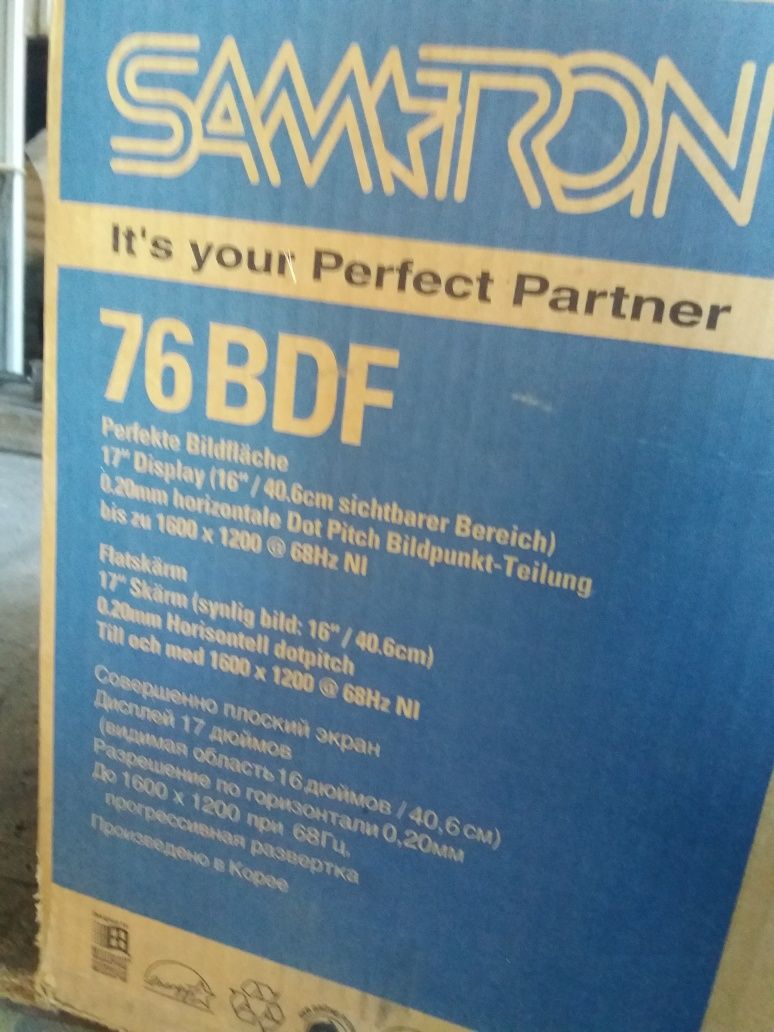 SAMTRON
It's your Perfect Partner
76BDF
Perfekte Bildfläche
17" Display (16" / 40.6cm sichtbarer Bereich)
0.20mm horizontale Dot Pitch Bildpunkt-Teilung
bis zu 1600 x 1200 @ 68Hz NI
Flatskärm
17" Skärm (synlig bild: 16" / 40.6cm)
0.20mm Horisontell dotpitch
Till och med 1600 x 1200 @ 68Hz NI
Совершенно плоский экран
Дисплей 17 дюймов
(видимая область 16 дюймов / 40,6 см)
Разрешение по горизонтали 0,20мм
До 1600 x 1200 при 68Гц,
прогрессивная развертка
Произведено в Корее